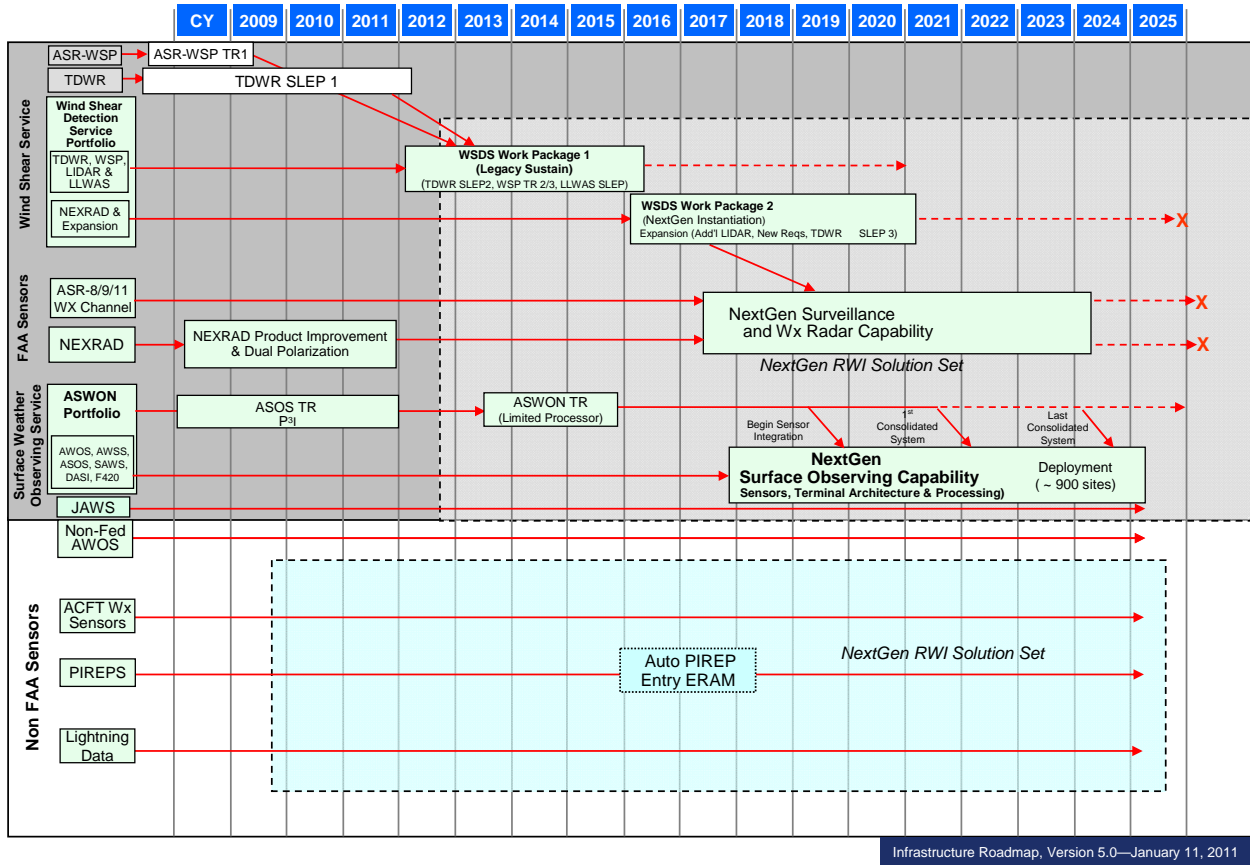 CY 2009 2010 2011 2012 2013 2014 2015 2016 2017 2018 2019 2020 2021 2022 2023 2024 2025
Wind Shear Service
ASR-WSP
ASR-WSP TR1
TDWR
TDWR SLEP 1
Wind Shear
Detection
Service
Portfolio
TDWR, WSP,
LIDAR &
LLWAS
WSDS Work Package 1
(Legacy Sustain)
(TDWR SLEP2, WSP TR 2/3, LLWAS SLEP)
NEXRAD &
Expansion
WSDS Work Package 2
(NextGen Instantiation)
Expansion (Add'l LIDAR, New Reqs, TDWR SLEP 3)
X
FAA Sensors
ASR-8/9/11
WX Channel
NextGen Surveillance
and Wx Radar Capability
X
NEXRAD
NEXRAD Product Improvement
& Dual Polarization
X
NextGen RWI Solution Set
Surface Weather
Observing Service
ASWON
Portfolio
ASOS TR
P3I
ASWON TR
(Limited Processor)
Begin Sensor
Integration
1st
Consolidated
System
Last
Consolidated
System
AWOS, AWSS,
ASOS, SAWS,
DASI, F420
NextGen
Surface Observing Capability
Sensors, Terminal Architecture & Processing)
Deployment
( ~ 900 sites)
JAWS
Non FAA Sensors
Non-Fed
AWOS
ACFT Wx
Sensors
NextGen RWI Solution Set
PIREPS
Auto PIREP
Entry ERAM
Lightning
Data
Infrastructure Roadmap, Version 5.0—January 11, 2011